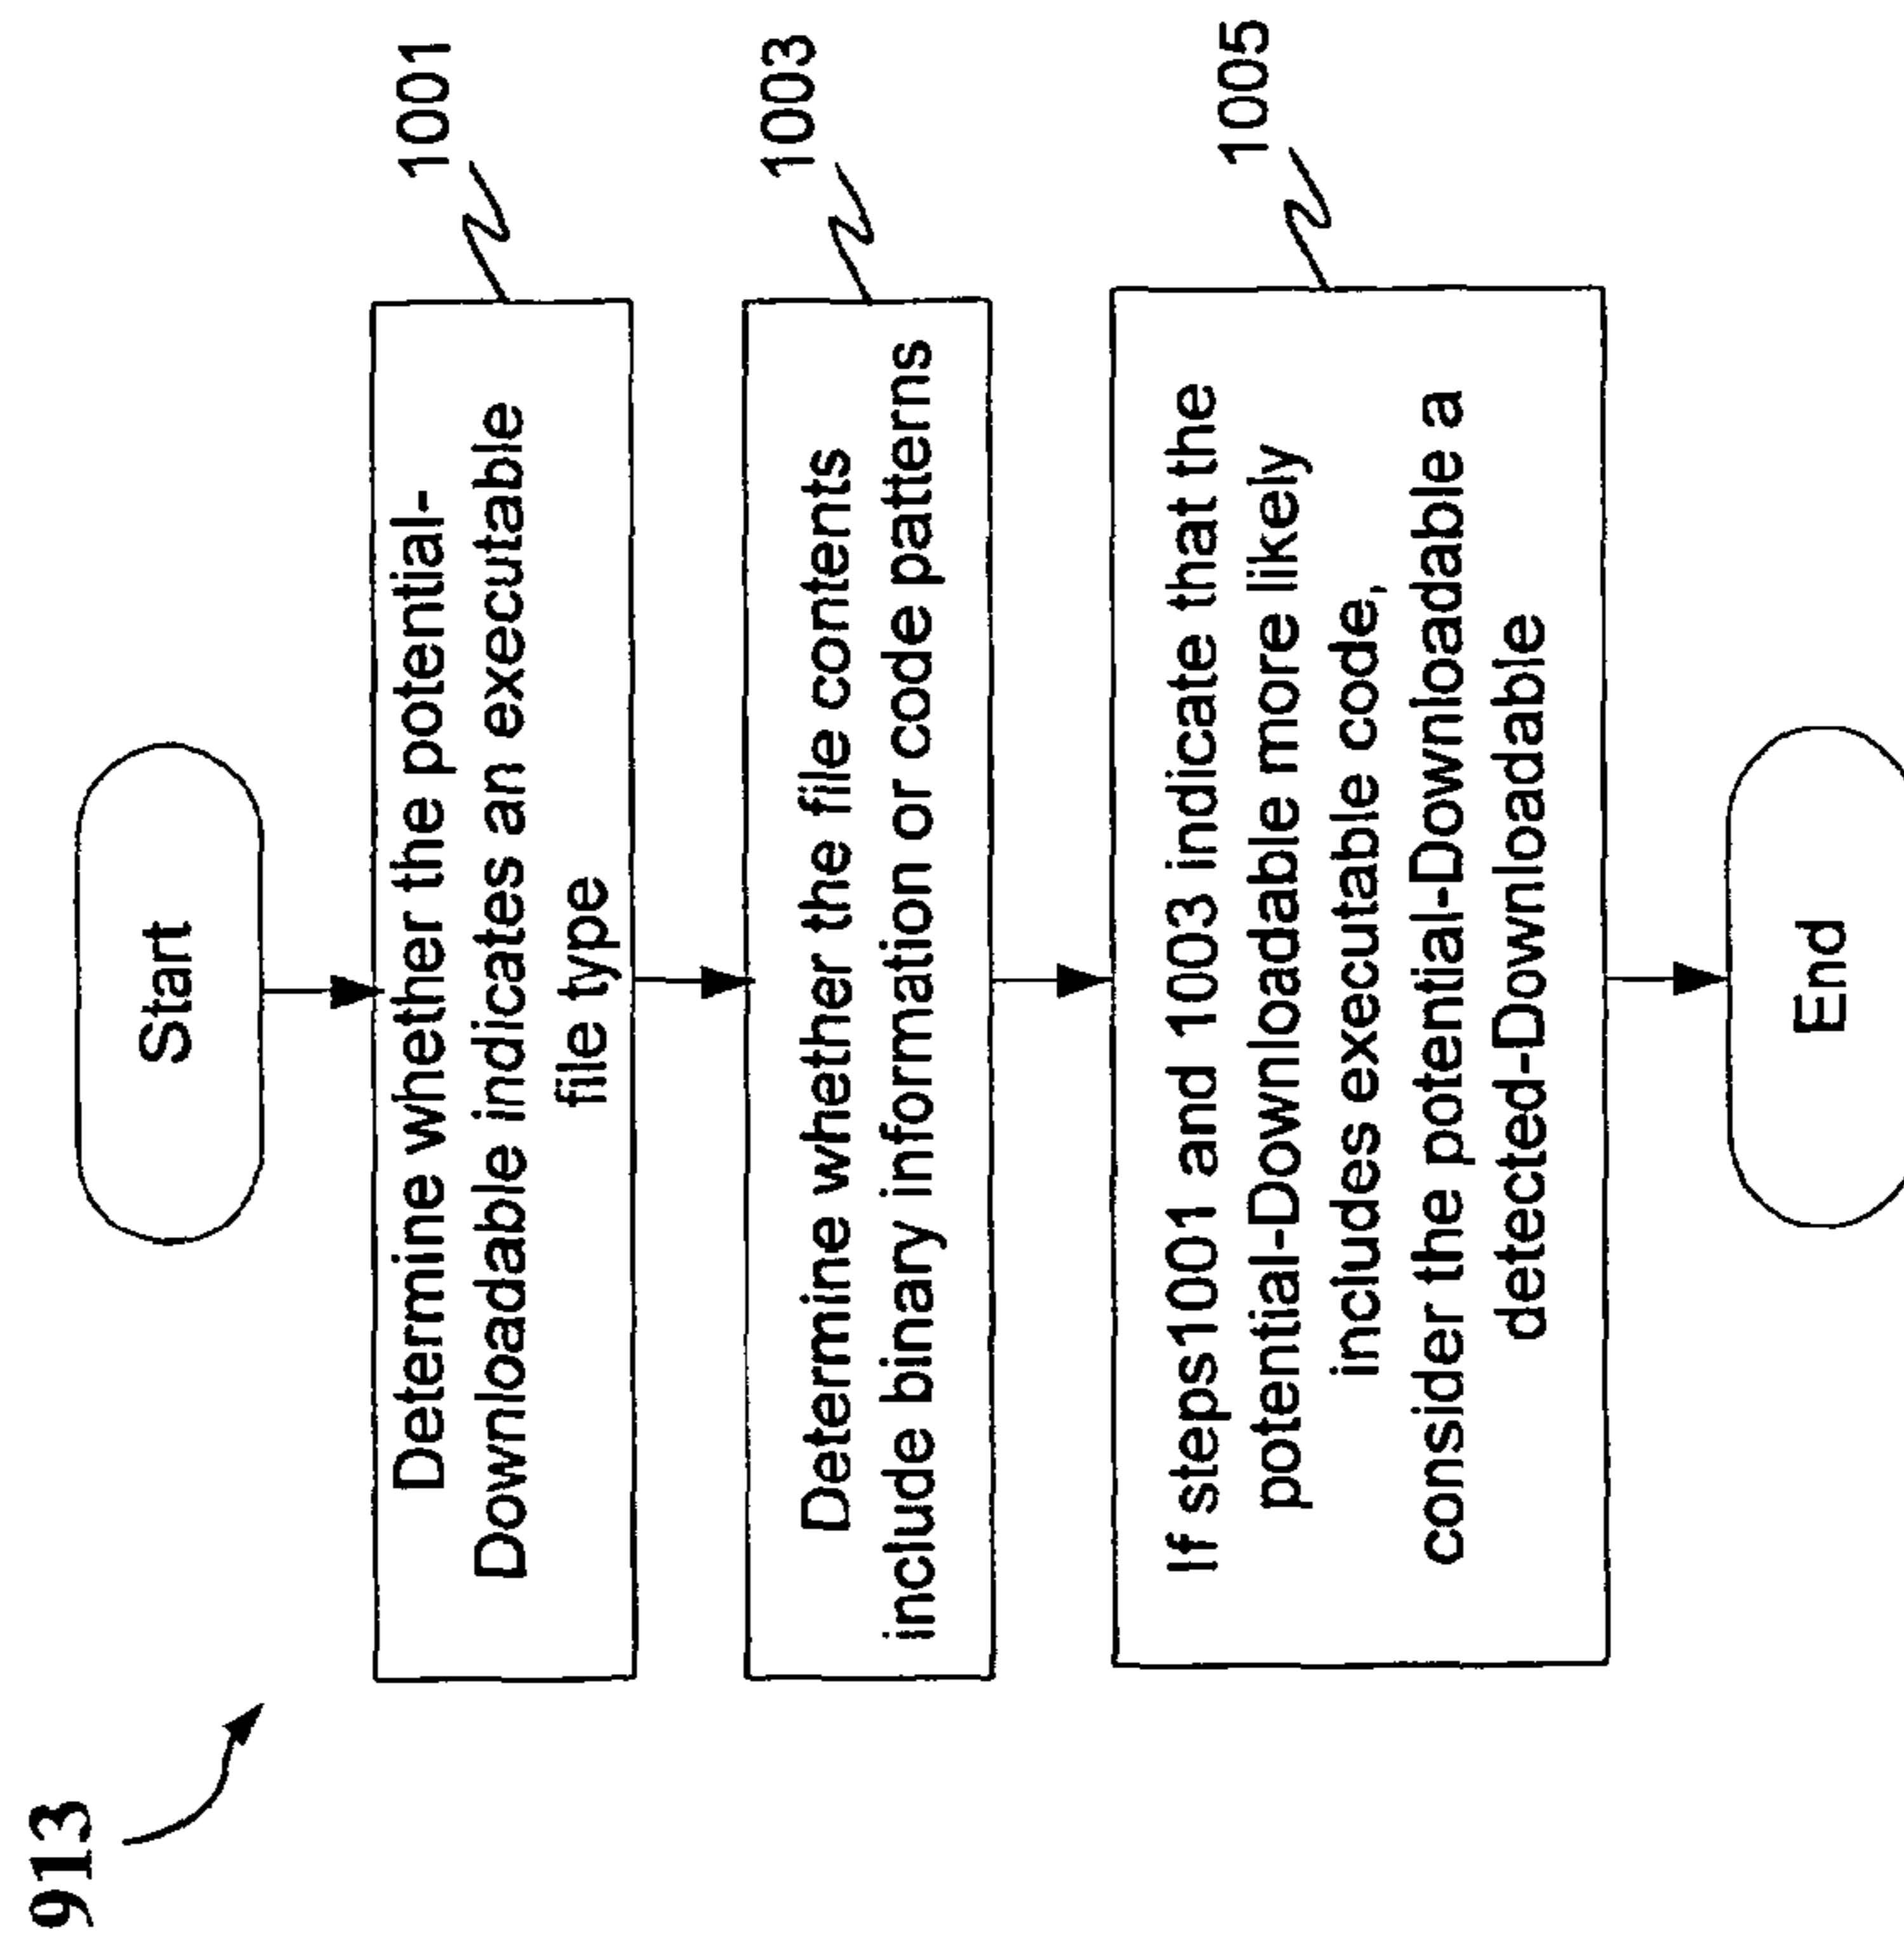 913
Start
Determine whether the potential-
Downloadable indicates an executable
file type
1001
Determine whether the file contents
include binary information or code patterns
1003
If steps1001 and 1003 indicate that the
potential-Downloadable more likely
includes executable code,
consider the potential-Downloadable a
detected-Downloadable
1005
End